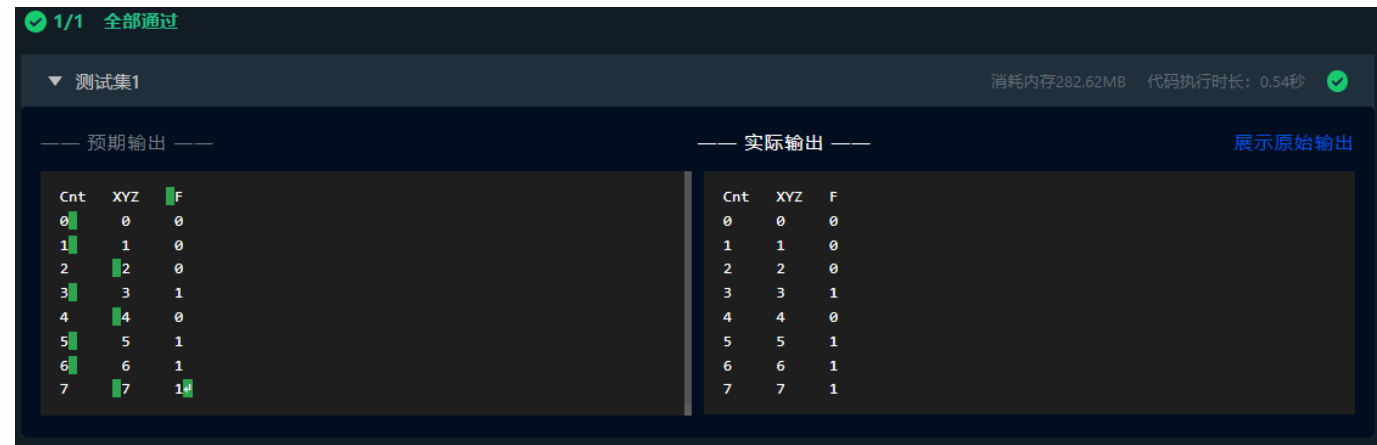 1/1 全部通过
测试集1 消耗内存282.62MB 代码执行时长：0.54秒
—— 预期输出 ——
Cnt XYZ F
0 0 0
1 1 0
2 2 0
3 3 1
4 4 0
5 5 1
6 6 1
7 7 1↵
—— 实际输出 —— 展示原始输出
Cnt XYZ F
0 0 0
1 1 0
2 2 0
3 3 1
4 4 0
5 5 1
6 6 1
7 7 1